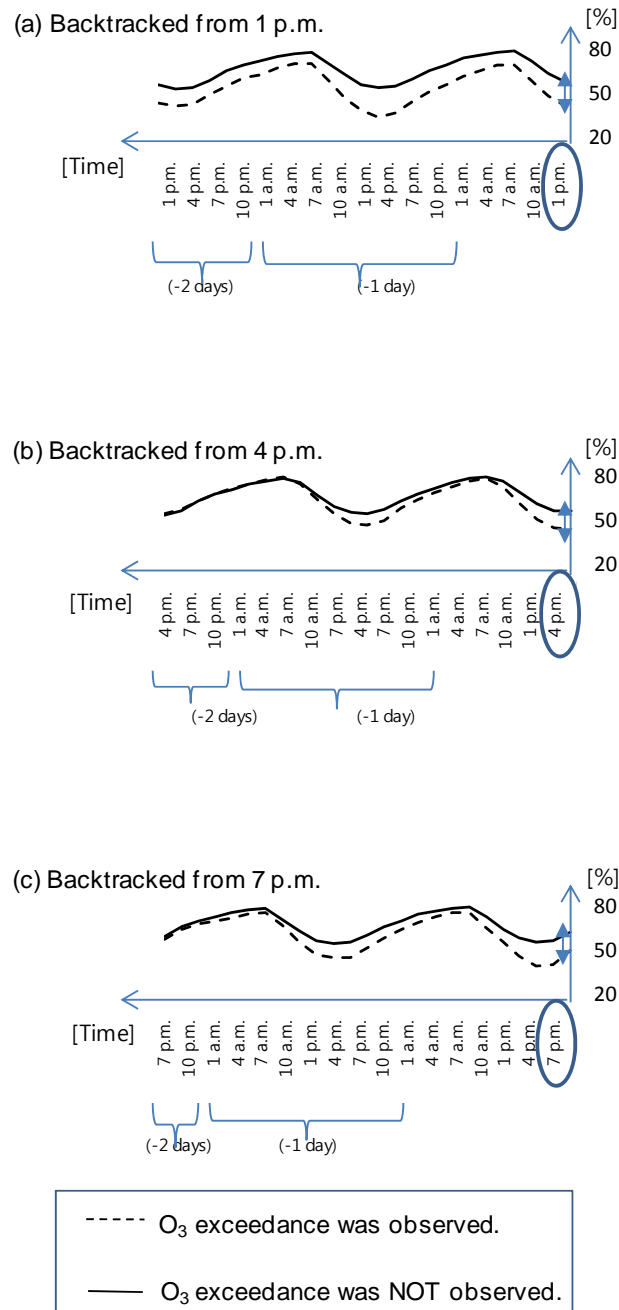 (a) Backtracked from 1 p.m.
[%]
80
50
20
[Time]
1 p.m.
4 p.m.
7 p.m.
10 p.m.
1 a.m.
4 a.m.
7 a.m.
10 a.m.
1 p.m.
4 p.m.
7 p.m.
10 p.m.
1 a.m.
4 a.m.
7 a.m.
10 a.m.
1 p.m.
(-2 days)
(-1 day)
(b) Backtracked from 4 p.m.
[%]
80
50
20
[Time]
4 p.m.
7 p.m.
10 p.m.
1 a.m.
4 a.m.
7 a.m.
10 a.m.
7 p.m.
4 p.m.
7 p.m.
10 p.m.
1 a.m.
4 a.m.
7 a.m.
10 a.m.
1 p.m.
4 p.m.
(-2 days)
(-1 day)
(c) Backtracked from 7 p.m.
[%]
80
50
20
[Time]
7 p.m.
10 p.m.
1 a.m.
4 a.m.
7 a.m.
10 a.m.
1 p.m.
4 p.m.
7 p.m.
10 p.m.
1 a.m.
4 a.m.
7 a.m.
10 a.m.
1 p.m.
4 p.m.
7 p.m.
(-2 days)
(-1 day)
O₃ exceedance was observed.
O₃ exceedance was NOT observed.